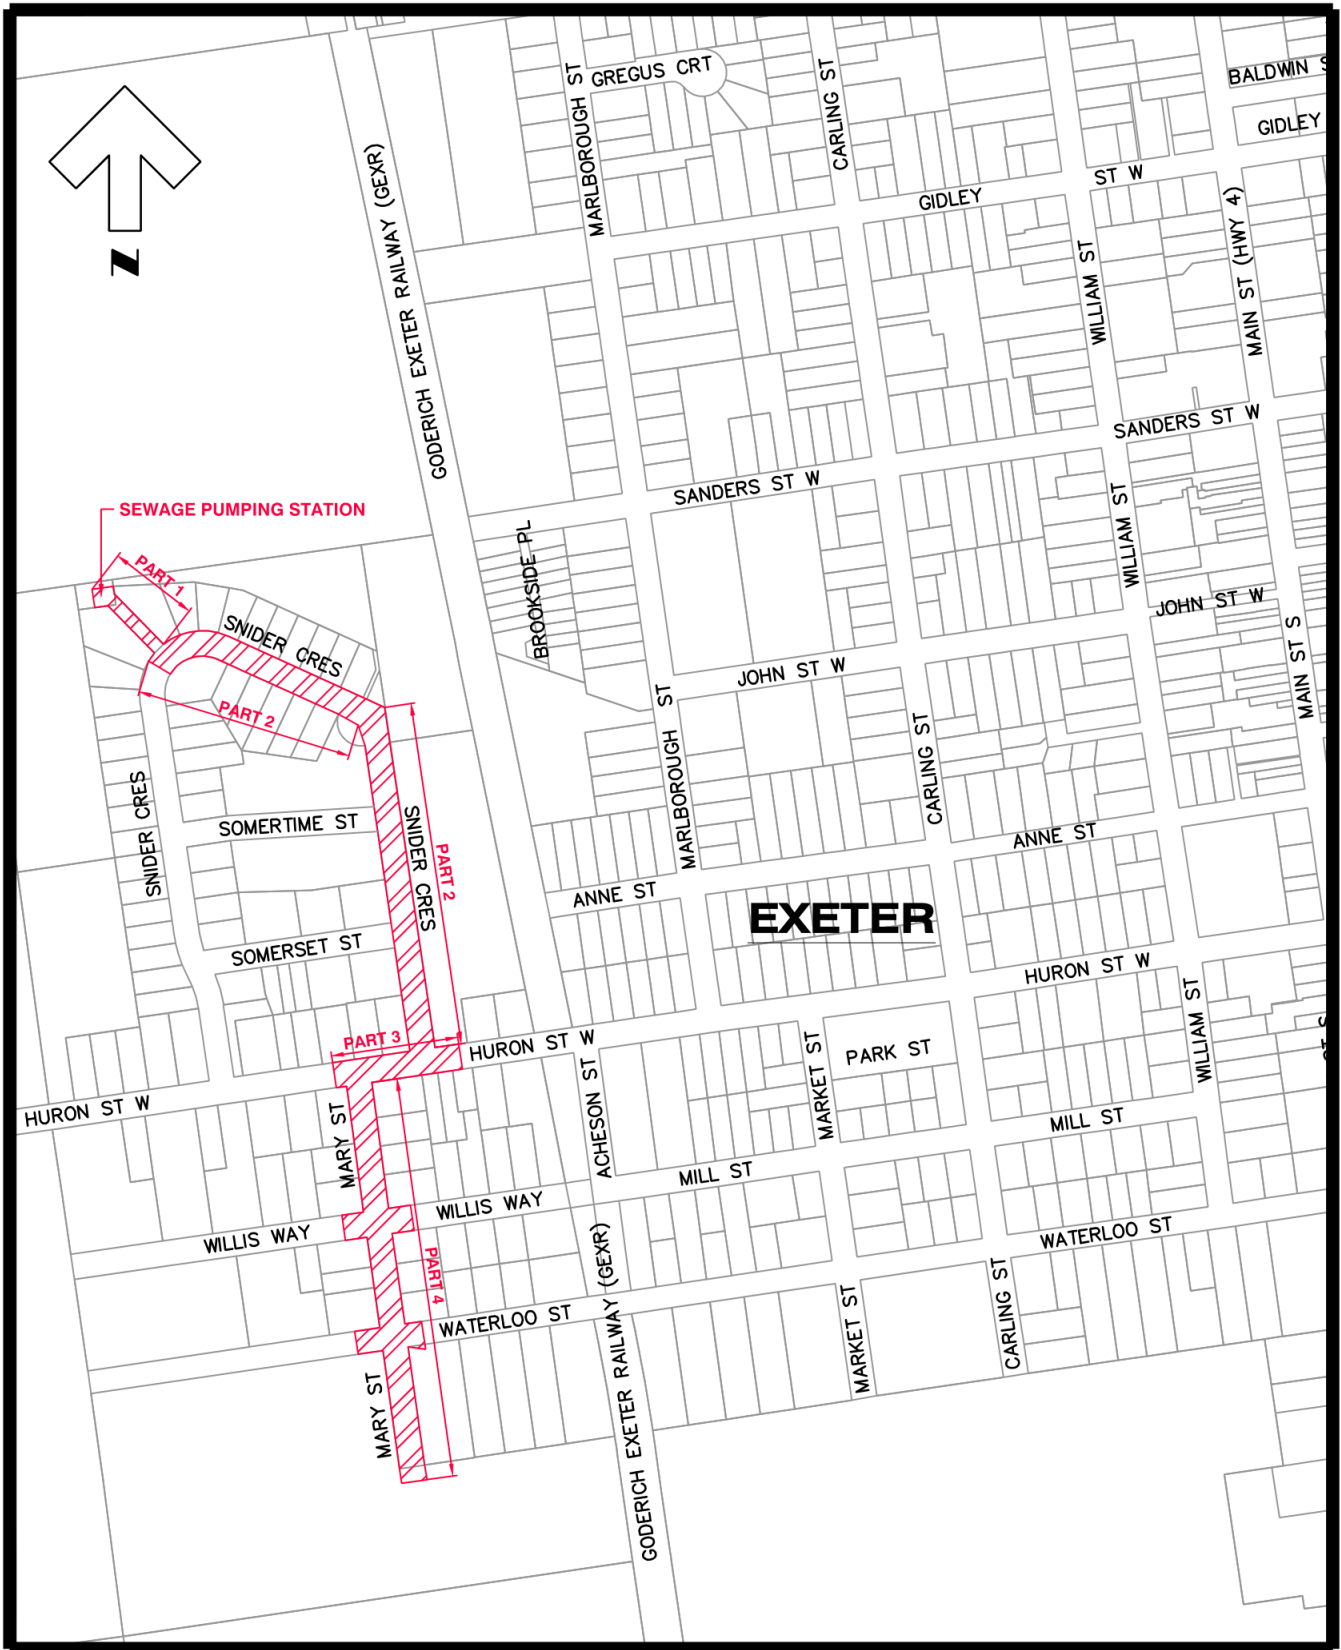 GREGUS CRT
MARLBOROUGH ST
CARLING ST
BALDWIN S
GIDLEY
GIDLEY
ST W
GODERICH EXETER RAILWAY (GEXR)
WILLIAM ST
MAIN ST (HWY 4)
SANDERS ST W
SANDERS ST W
SEWAGE PUMPING STATION
PART 1
BROOKSIDE PL
WILLIAM ST
JOHN ST W
SNIDER CRES
JOHN ST W
MAIN ST S
PART 2
MARLBOROUGH ST
CARLING ST
SNIDER CRES
SOMERTIME ST
SNIDER CRES
PART 2
ANNE ST
ANNE ST
EXETER
SOMERSET ST
HURON ST W
PART 3
HURON ST W
PARK ST
MARKET ST
WILLIAM ST
HURON ST W
MARY ST
ACHESON ST
MILL ST
MILL ST
WILLIS WAY
WILLIS WAY
WATERLOO ST
PART 4
WATERLOO ST
GODERICH EXETER RAILWAY (GEXR)
MARKET ST
CARLING ST
MARY ST
N